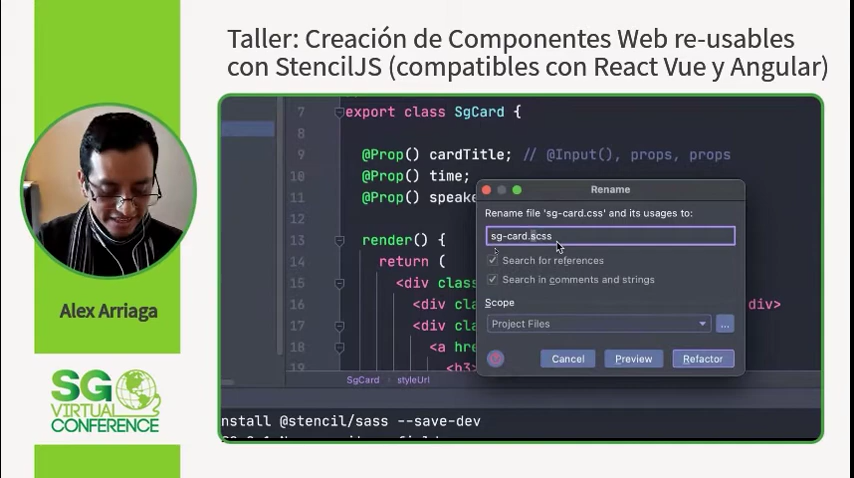 Taller: Creación de Componentes Web re-usables
con StencilJS (compatibles con React Vue y Angular)
Alex Arriaga
SG
VIRTUAL
CONFERENCE
7 export class SgCard {
8
9 @Prop() cardTitle; // @Input(), props, props
10 @Prop() time;
11 @Prop() speake
12
13 render() {
14 return (
15 <div clas
16 <div cla div>
17 <div cla
18 <a hre
19 <h3>
SgCard styleUrl
nstall @stencil/sass --save-dev
Rename
Rename file 'sg-card.css' and its usages to:
sg-card.scss
Search for references
Search in comments and strings
Scope
Project Files
...
Cancel
Preview
Refactor